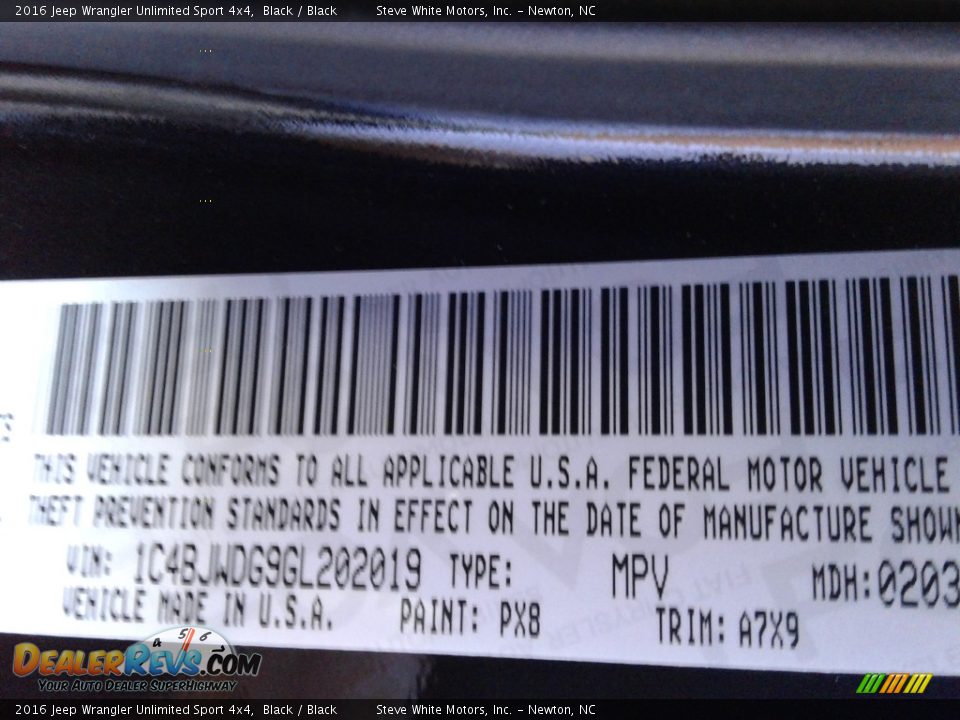 2016 Jeep Wrangler Unlimited Sport 4x4, Black / Black Steve White Motors, Inc. – Newton, NC
THIS VEHICLE CONFORMS TO ALL APPLICABLE U.S.A. FEDERAL MOTOR VEHICLE
THEFT PREVENTION STANDARDS IN EFFECT ON THE DATE OF MANUFACTURE SHOWN
VIN: 1C4BJWDG9GL202019 TYPE: MPV MDH:0203
VEHICLE MADE IN U.S.A. PAINT: PX8 TRIM: A7X9
4 5 6
DealerRevs.com
Your Auto Dealer SuperHighway
2016 Jeep Wrangler Unlimited Sport 4x4, Black / Black Steve White Motors, Inc. – Newton, NC